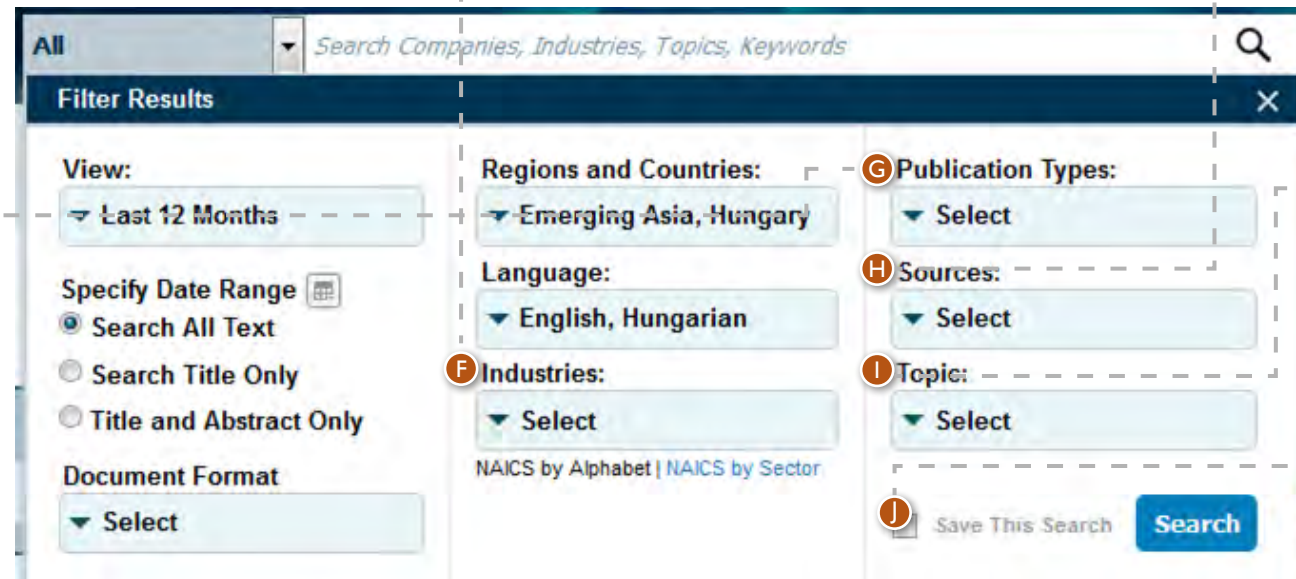 All Search Companies, Industries, Topics, Keywords
Filter Results
View:
Last 12 Months
Specify Date Range
Search All Text
Search Title Only
Title and Abstract Only
Document Format
Select
Regions and Countries:
Emerging Asia, Hungary
Language:
English, Hungarian
F Industries:
Select
NAICS by Alphabet | NAICS by Sector
G Publication Types:
Select
H Sources:
Select
I Topic:
Select
J Save This Search Search